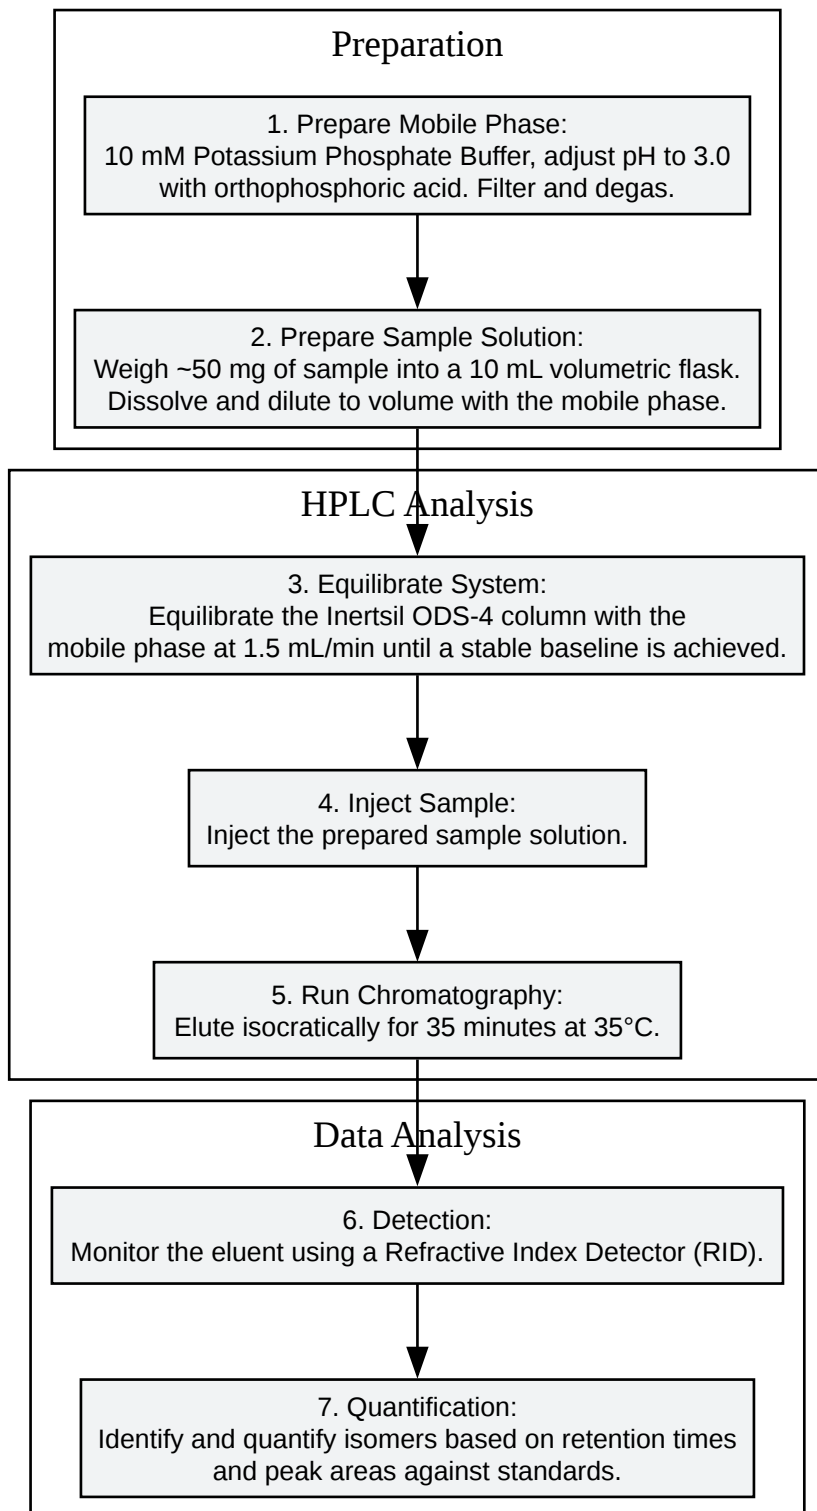 Preparation
1. Prepare Mobile Phase:
10 mM Potassium Phosphate Buffer, adjust pH to 3.0
with orthophosphoric acid. Filter and degas.
2. Prepare Sample Solution:
Weigh ~50 mg of sample into a 10 mL volumetric flask.
Dissolve and dilute to volume with the mobile phase.
HPLC Analysis
3. Equilibrate System:
Equilibrate the Inertsil ODS-4 column with the
mobile phase at 1.5 mL/min until a stable baseline is achieved.
4. Inject Sample:
Inject the prepared sample solution.
5. Run Chromatography:
Elute isocratically for 35 minutes at 35°C.
Data Analysis
6. Detection:
Monitor the eluent using a Refractive Index Detector (RID).
7. Quantification:
Identify and quantify isomers based on retention times
and peak areas against standards.